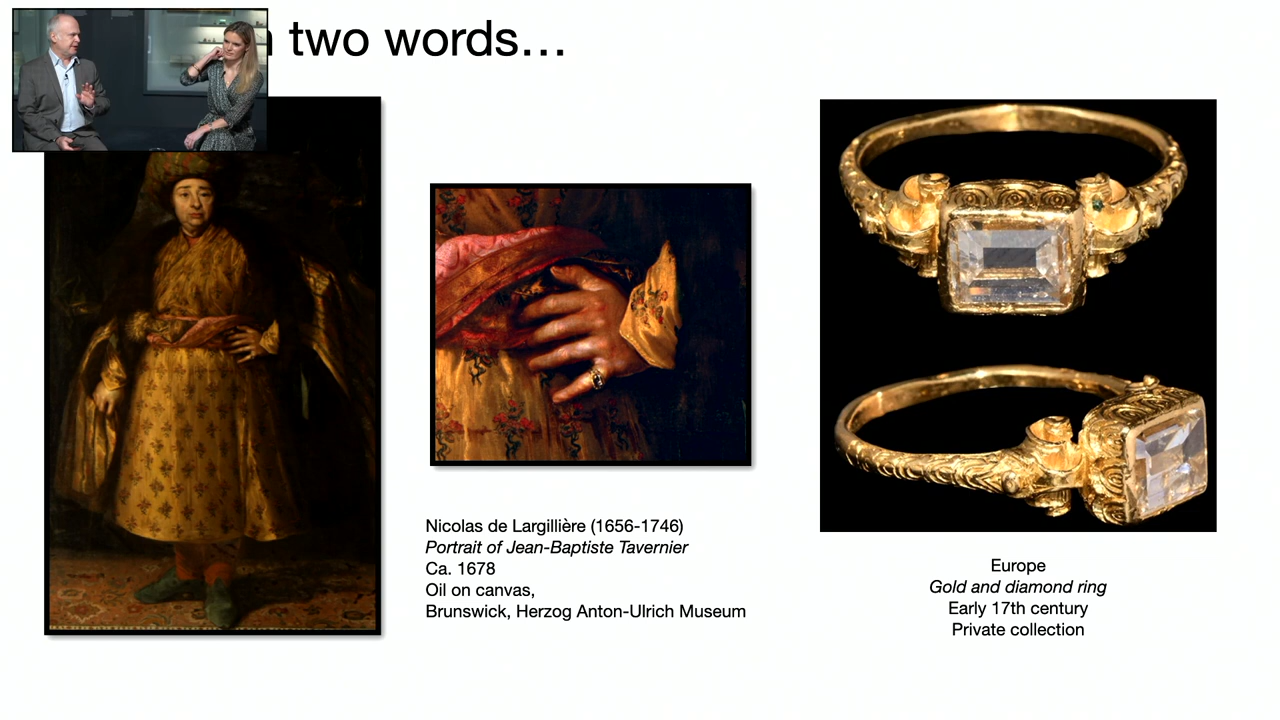 two words...
Nicolas de Largillière (1656-1746)
Portrait of Jean-Baptiste Tavernier
Ca. 1678
Oil on canvas,
Brunswick, Herzog Anton-Ulrich Museum
Europe
Gold and diamond ring
Early 17th century
Private collection